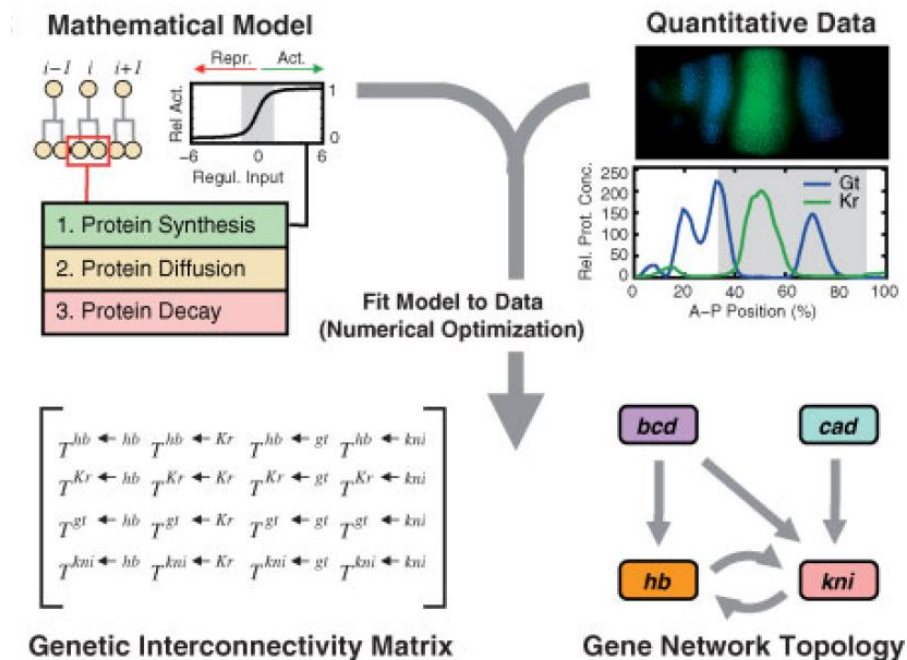 Mathematical Model
i−1 i i+1
Repr. Act.
Rel Act.
1
0
−6 0 6
Regul. Input
1. Protein Synthesis
2. Protein Diffusion
3. Protein Decay
Quantitative Data
Rel. Prot. Conc.
250
200
150
100
50
0
Gt
Kr
0 20 40 60 80 100
A–P Position (%)
Fit Model to Data
(Numerical Optimization)
T^hb ← hb T^hb ← Kr T^hb ← gt T^hb ← kni
T^Kr ← hb T^Kr ← Kr T^Kr ← gt T^Kr ← kni
T^gt ← hb T^gt ← Kr T^gt ← gt T^gt ← kni
T^kni ← hb T^kni ← Kr T^kni ← gt T^kni ← kni
Genetic Interconnectivity Matrix
bcd cad
hb kni
Gene Network Topology